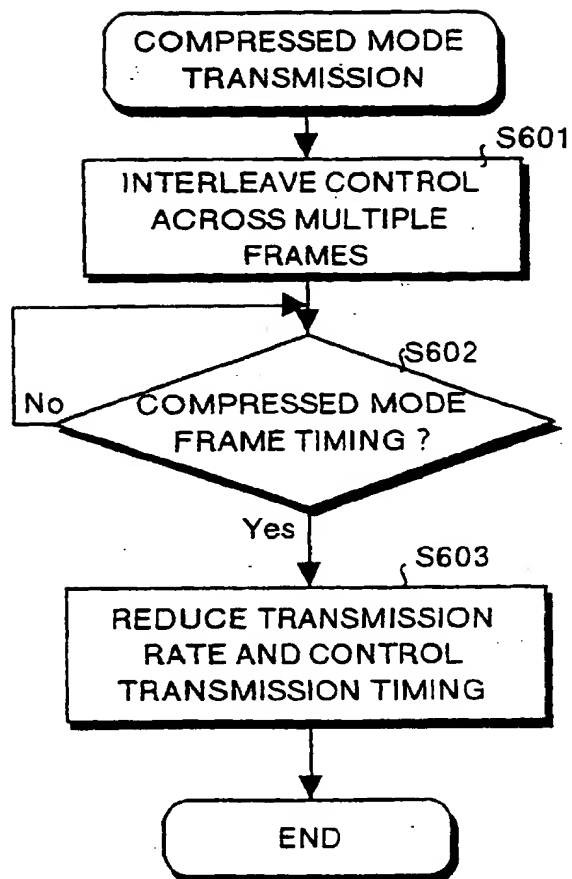 COMPRESSED MODE
TRANSMISSION
S601
INTERLEAVE CONTROL
ACROSS MULTIPLE
FRAMES
S602
No
COMPRESSED MODE
FRAME TIMING ?
Yes
S603
REDUCE TRANSMISSION
RATE AND CONTROL
TRANSMISSION TIMING
END